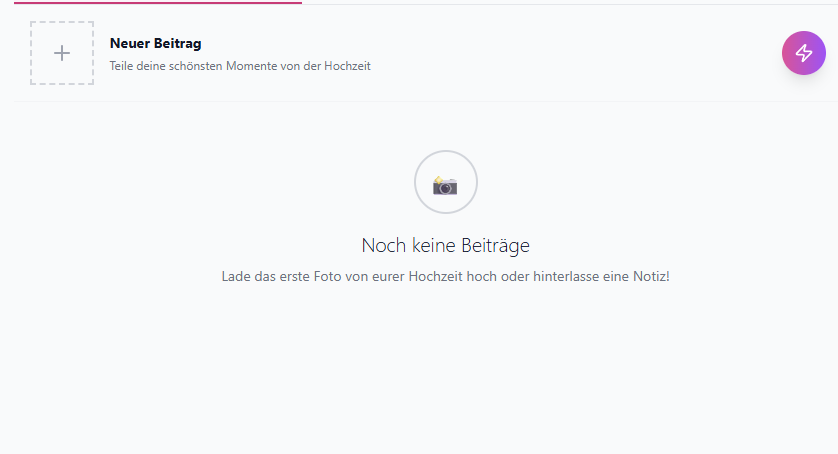 Neuer Beitrag
Teile deine schönsten Momente von der Hochzeit
Noch keine Beiträge
Lade das erste Foto von eurer Hochzeit hoch oder hinterlasse eine Notiz!